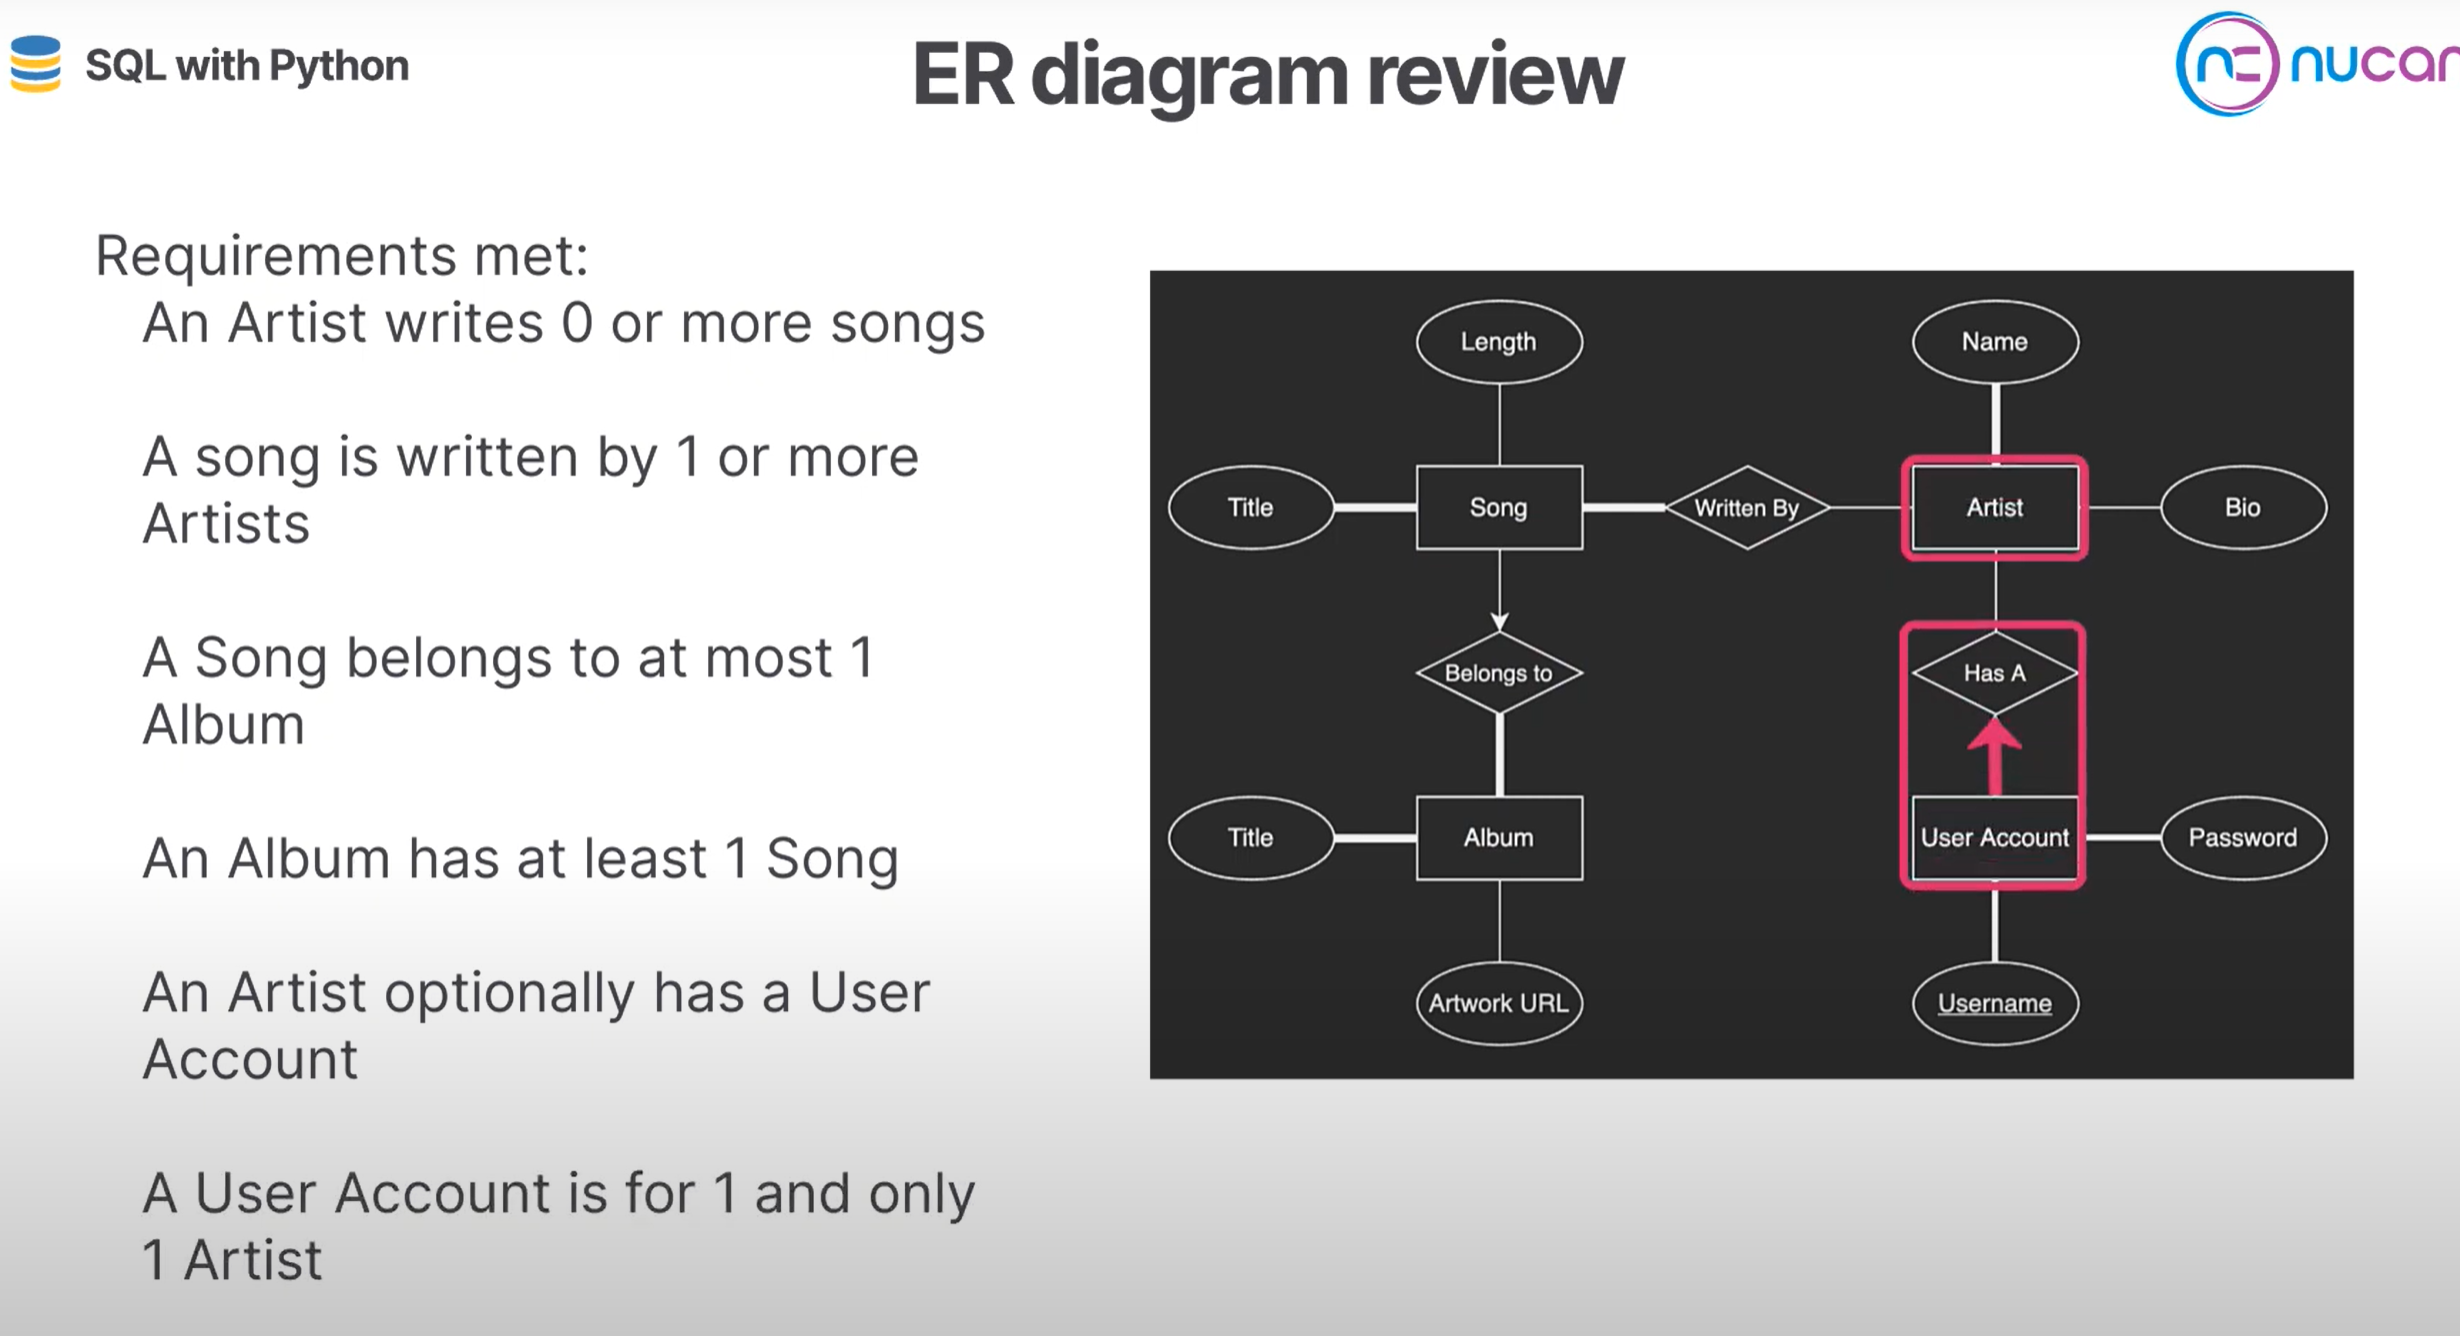 SQL with Python
ER diagram review
nucar
Requirements met:
An Artist writes 0 or more songs
A song is written by 1 or more
Artists
A Song belongs to at most 1
Album
An Album has at least 1 Song
An Artist optionally has a User
Account
A User Account is for 1 and only
1 Artist
Length
Name
Title
Song
Written By
Artist
Bio
Belongs to
Has A
Title
Album
User Account
Password
Artwork URL
Username